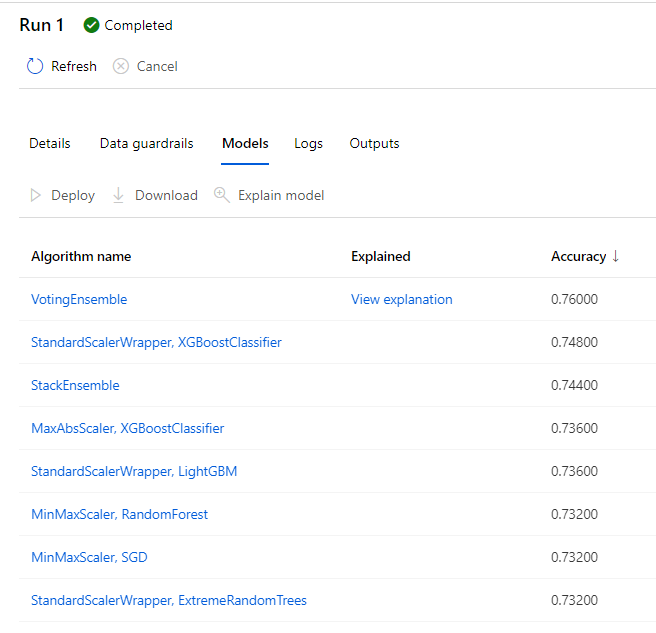 Run 1 Completed
Refresh Cancel
Details Data guardrails Models Logs Outputs
Deploy Download Explain model
Algorithm name Explained Accuracy ↓
VotingEnsemble View explanation 0.76000
StandardScalerWrapper, XGBoostClassifier 0.74800
StackEnsemble 0.74400
MaxAbsScaler, XGBoostClassifier 0.73600
StandardScalerWrapper, LightGBM 0.73600
MinMaxScaler, RandomForest 0.73200
MinMaxScaler, SGD 0.73200
StandardScalerWrapper, ExtremeRandomTrees 0.73200